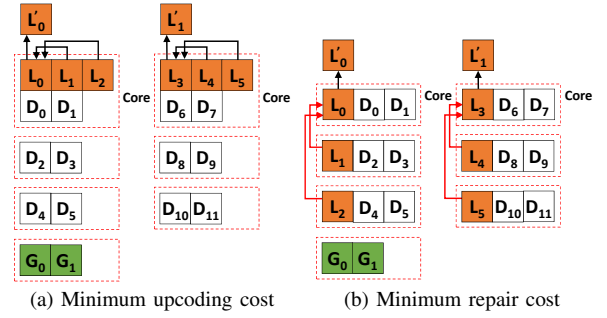 L'0 L'1
L0 L1 L2 Core L3 L4 L5 Core
D0 D1 D6 D7
D2 D3 D8 D9
D4 D5 D10 D11
G0 G1
(a) Minimum upcoding cost
L'0 L'1
L0 D0 D1 Core L3 D6 D7 Core
L1 D2 D3 L4 D8 D9
L2 D4 D5 L5 D10 D11
G0 G1
(b) Minimum repair cost